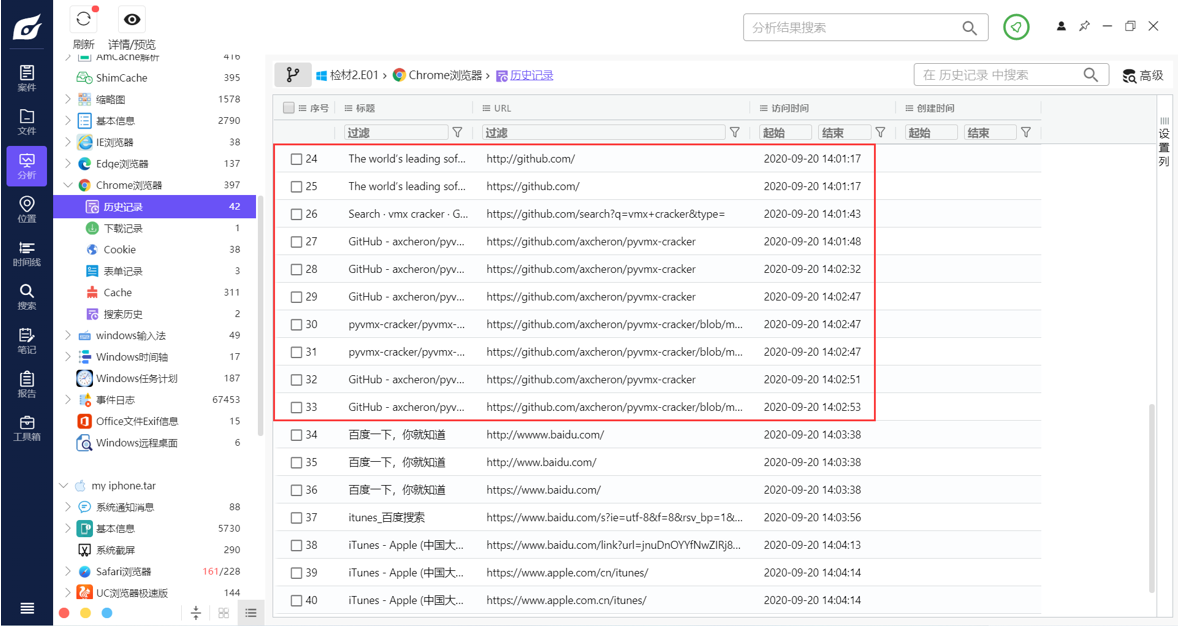 刷新 详情/预览
分析结果搜索
案件
文件
分析
位置
时间线
搜索
笔记
报告
工具箱
AmCache解析 416
ShimCache 395
缩略图 1578
基本信息 2790
IE浏览器 38
Edge浏览器 137
Chrome浏览器 397
历史记录 42
下载记录 1
Cookie 38
表单记录 3
Cache 311
搜索历史 2
windows输入法 49
Windows时间轴 17
Windows任务计划 187
事件日志 67453
Office文件Exif信息 15
Windows远程桌面 6
my iphone.tar
系统通知消息 88
基本信息 5730
系统截屏 290
Safari浏览器 161/228
UC浏览器极速版 144
检材2.E01 › Chrome浏览器 › 历史记录
在 历史记录 中搜索
高级
序号 标题 URL 访问时间 创建时间
过滤 过滤 起始 结束 起始 结束
24 The world's leading sof... http://github.com/ 2020-09-20 14:01:17
25 The world's leading sof... https://github.com/ 2020-09-20 14:01:17
26 Search · vmx cracker · G... https://github.com/search?q=vmx+cracker&type= 2020-09-20 14:01:43
27 GitHub - axcheron/pyv... https://github.com/axcheron/pyvmx-cracker 2020-09-20 14:01:48
28 GitHub - axcheron/pyv... https://github.com/axcheron/pyvmx-cracker 2020-09-20 14:02:32
29 GitHub - axcheron/pyv... https://github.com/axcheron/pyvmx-cracker 2020-09-20 14:02:47
30 pyvmx-cracker/pyvmx-... https://github.com/axcheron/pyvmx-cracker/blob/m... 2020-09-20 14:02:47
31 pyvmx-cracker/pyvmx-... https://github.com/axcheron/pyvmx-cracker/blob/m... 2020-09-20 14:02:47
32 GitHub - axcheron/pyv... https://github.com/axcheron/pyvmx-cracker 2020-09-20 14:02:51
33 GitHub - axcheron/pyv... https://github.com/axcheron/pyvmx-cracker/blob/m... 2020-09-20 14:02:53
34 百度一下，你就知道 http://wwww.baidu.com/ 2020-09-20 14:03:38
35 百度一下，你就知道 http://www.baidu.com/ 2020-09-20 14:03:38
36 百度一下，你就知道 https://www.baidu.com/ 2020-09-20 14:03:38
37 itunes_百度搜索 https://www.baidu.com/s?ie=utf-8&f=8&rsv_bp=1&... 2020-09-20 14:03:56
38 iTunes - Apple (中国大... https://www.baidu.com/link?url=jnuDnOYYfNwZlRj8... 2020-09-20 14:04:13
39 iTunes - Apple (中国大... https://www.apple.com/cn/itunes/ 2020-09-20 14:04:14
40 iTunes - Apple (中国大... https://www.apple.com.cn/itunes/ 2020-09-20 14:04:14
设置列